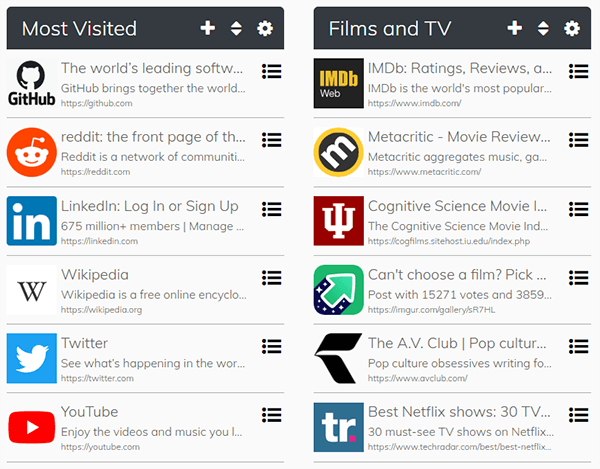 Most Visited
GitHub
The world's leading softw...
GitHub brings together the world...
https://github.com
reddit: the front page of th...
Reddit is a network of communiti...
https://reddit.com
in
LinkedIn: Log In or Sign Up
675 million+ members | Manage ...
https://linkedin.com
W
Wikipedia
Wikipedia is a free online encyclo...
https://wikipedia.org
Twitter
See what's happening in the wor...
https://twitter.com
YouTube
Enjoy the videos and music you l...
https://youtube.com
Films and TV
IMDb
Web
IMDb: Ratings, Reviews, a...
IMDb is the world's most popular...
https://www.imdb.com/
m
Metacritic - Movie Review...
Metacritic aggregates music, ga...
https://www.metacritic.com/
Cognitive Science Movie I...
The Cognitive Science Movie Ind...
https://cogfilms.sitehost.iu.edu/index.php
Can't choose a film? Pick ...
Post with 15271 votes and 3859...
https://imgur.com/gallery/sR7HL
The A.V. Club | Pop cultur...
Pop culture obsessives writing fo...
https://www.avclub.com/
tr.
Best Netflix shows: 30 TV...
30 must-see TV shows on Netflix...
https://www.techradar.com/best/best-netflix...